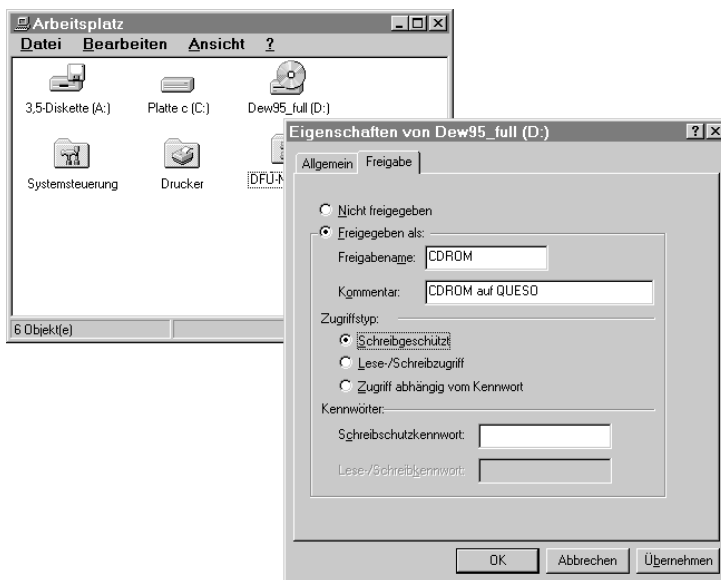 Arbeitsplatz
Datei Bearbeiten Ansicht ?
3,5-Diskette (A:) Platte c (C:) Dew95_full (D:)
Systemsteuerung Drucker
6 Objekt(e)
Eigenschaften von Dew95_full (D:)
Allgemein Freigabe
Nicht freigegeben
Freigegeben als:
Freigabename: CDROM
Kommentar: CDROM auf QUESO
Zugriffstyp:
Schreibgeschützt
Lese-/Schreibzugriff
Zugriff abhängig vom Kennwort
Kennwörter:
Schreibschutzkennwort:
Lese-/Schreibkennwort:
OK Abbrechen Übernehmen